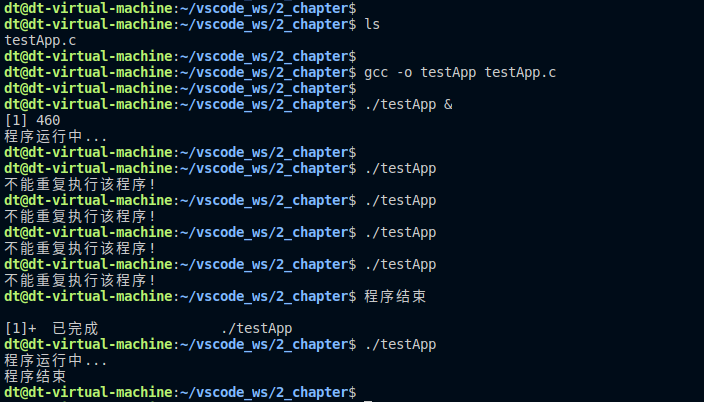 dt@dt-virtual-machine:~/vscode_ws/2_chapter$
dt@dt-virtual-machine:~/vscode_ws/2_chapter$ ls
testApp.c
dt@dt-virtual-machine:~/vscode_ws/2_chapter$
dt@dt-virtual-machine:~/vscode_ws/2_chapter$ gcc -o testApp testApp.c
dt@dt-virtual-machine:~/vscode_ws/2_chapter$
dt@dt-virtual-machine:~/vscode_ws/2_chapter$ ./testApp &
[1] 460
程序运行中...
dt@dt-virtual-machine:~/vscode_ws/2_chapter$
dt@dt-virtual-machine:~/vscode_ws/2_chapter$ ./testApp
不能重复执行该程序!
dt@dt-virtual-machine:~/vscode_ws/2_chapter$ ./testApp
不能重复执行该程序!
dt@dt-virtual-machine:~/vscode_ws/2_chapter$ ./testApp
不能重复执行该程序!
dt@dt-virtual-machine:~/vscode_ws/2_chapter$ ./testApp
不能重复执行该程序!
dt@dt-virtual-machine:~/vscode_ws/2_chapter$ 程序结束
[1]+  已完成               ./testApp
dt@dt-virtual-machine:~/vscode_ws/2_chapter$ ./testApp
程序运行中...
程序结束
dt@dt-virtual-machine:~/vscode_ws/2_chapter$